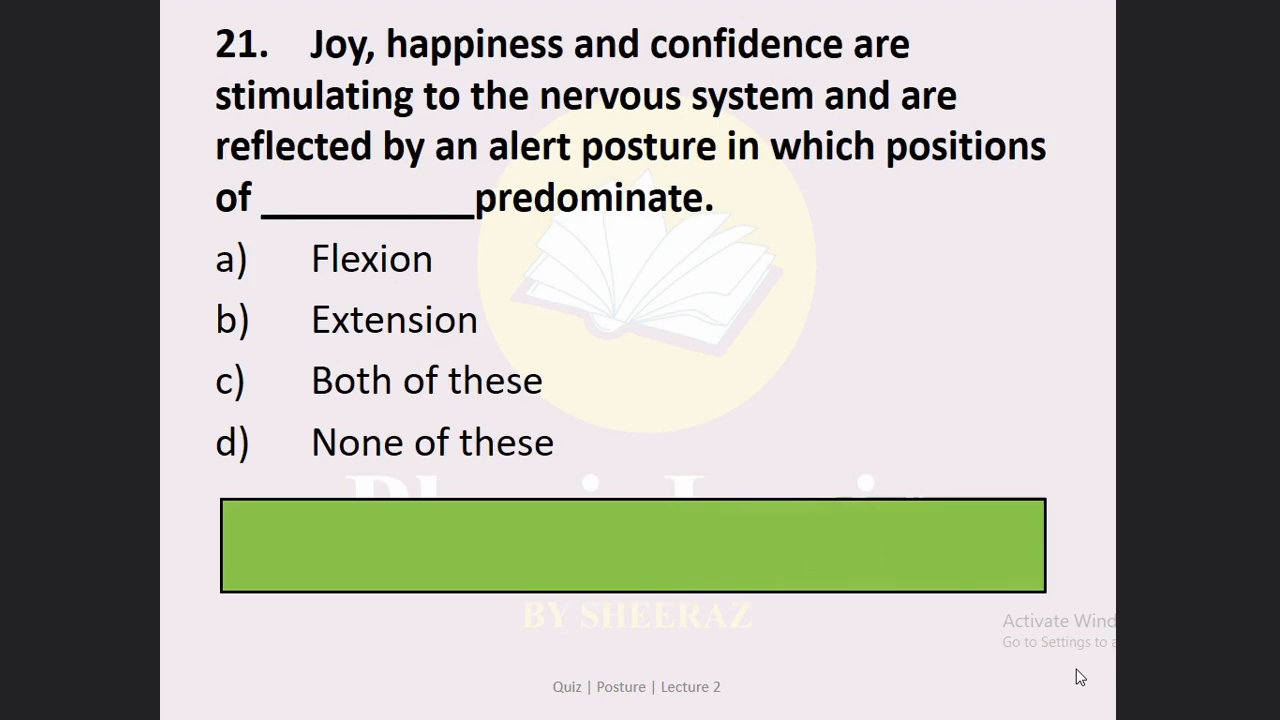 21. Joy, happiness and confidence are
stimulating to the nervous system and are
reflected by an alert posture in which positions
of __________predominate.
a) Flexion
b) Extension
c) Both of these
d) None of these
BY SHEERAZ
Activate Wind
Go to Settings to a
Quiz | Posture | Lecture 2